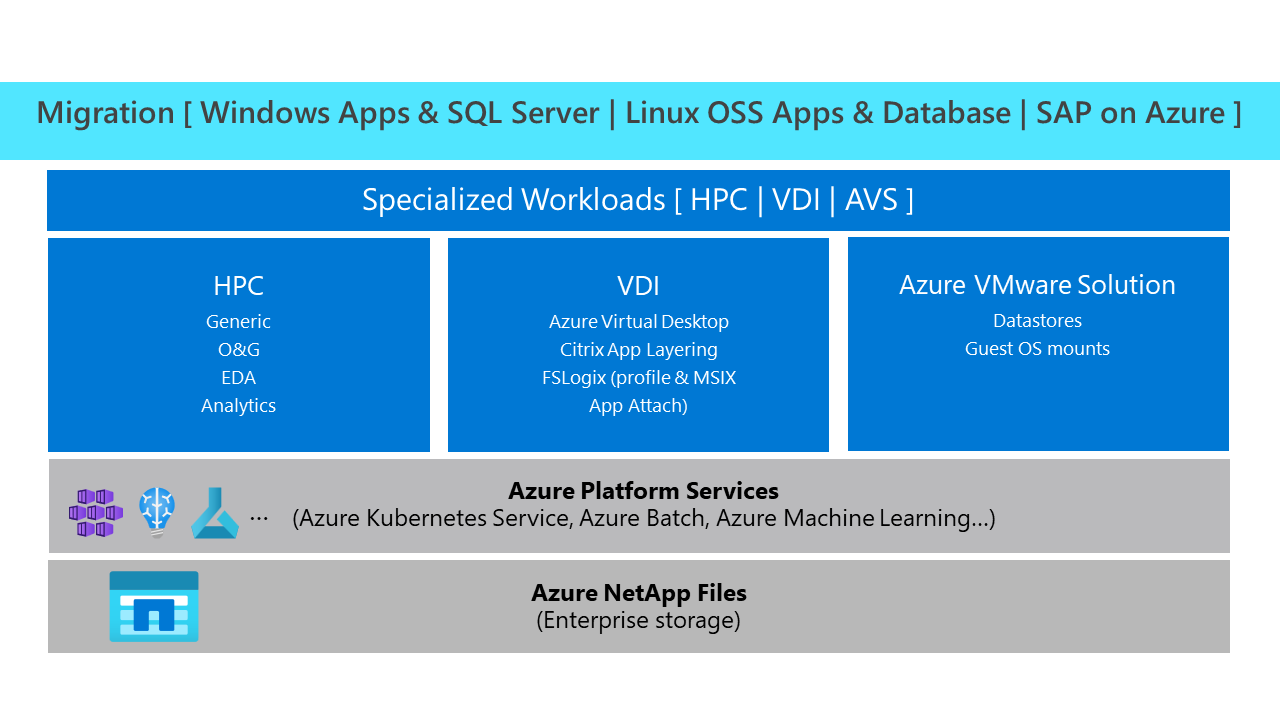 Migration [ Windows Apps & SQL Server | Linux OSS Apps & Database | SAP on Azure ]
Specialized Workloads [ HPC | VDI | AVS ]
HPC
Generic
O&G
EDA
Analytics
VDI
Azure Virtual Desktop
Citrix App Layering
FSLogix (profile & MSIX
App Attach)
Azure VMware Solution
Datastores
Guest OS mounts
...
Azure Platform Services
(Azure Kubernetes Service, Azure Batch, Azure Machine Learning...)
Azure NetApp Files
(Enterprise storage)